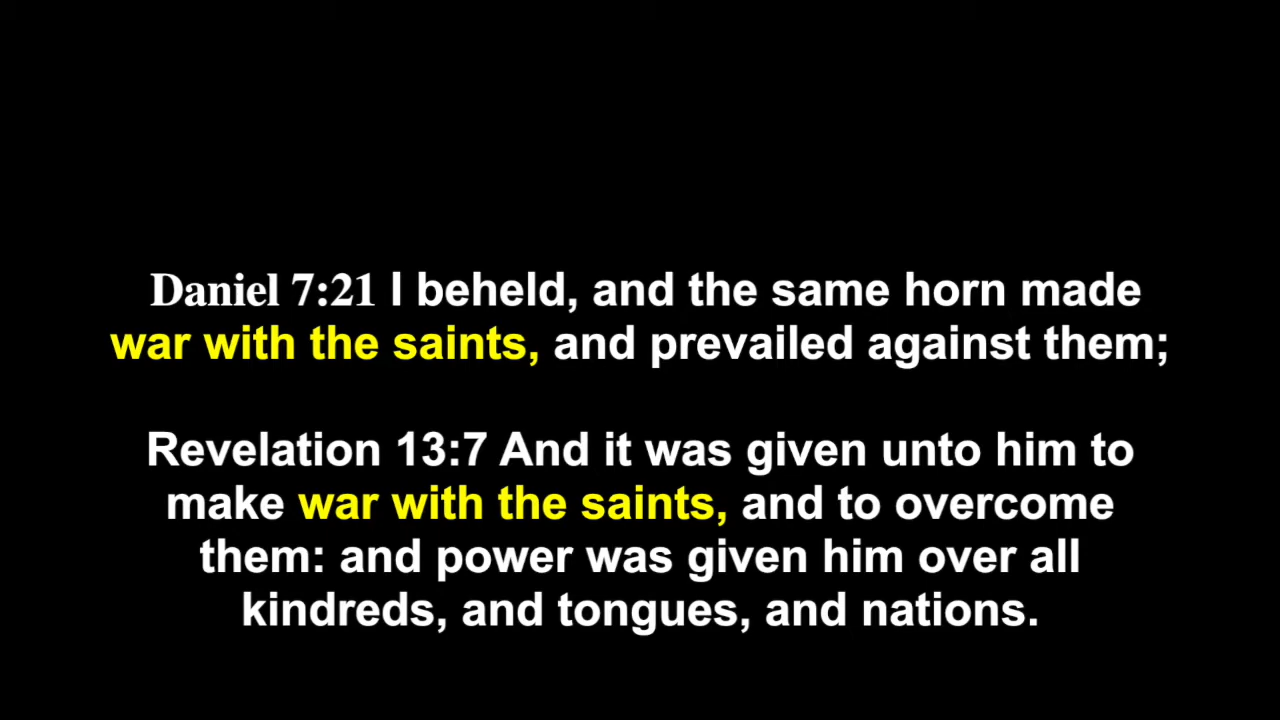 Daniel 7:21 I beheld, and the same horn made
war with the saints, and prevailed against them;
Revelation 13:7 And it was given unto him to
make war with the saints, and to overcome
them: and power was given him over all
kindreds, and tongues, and nations.